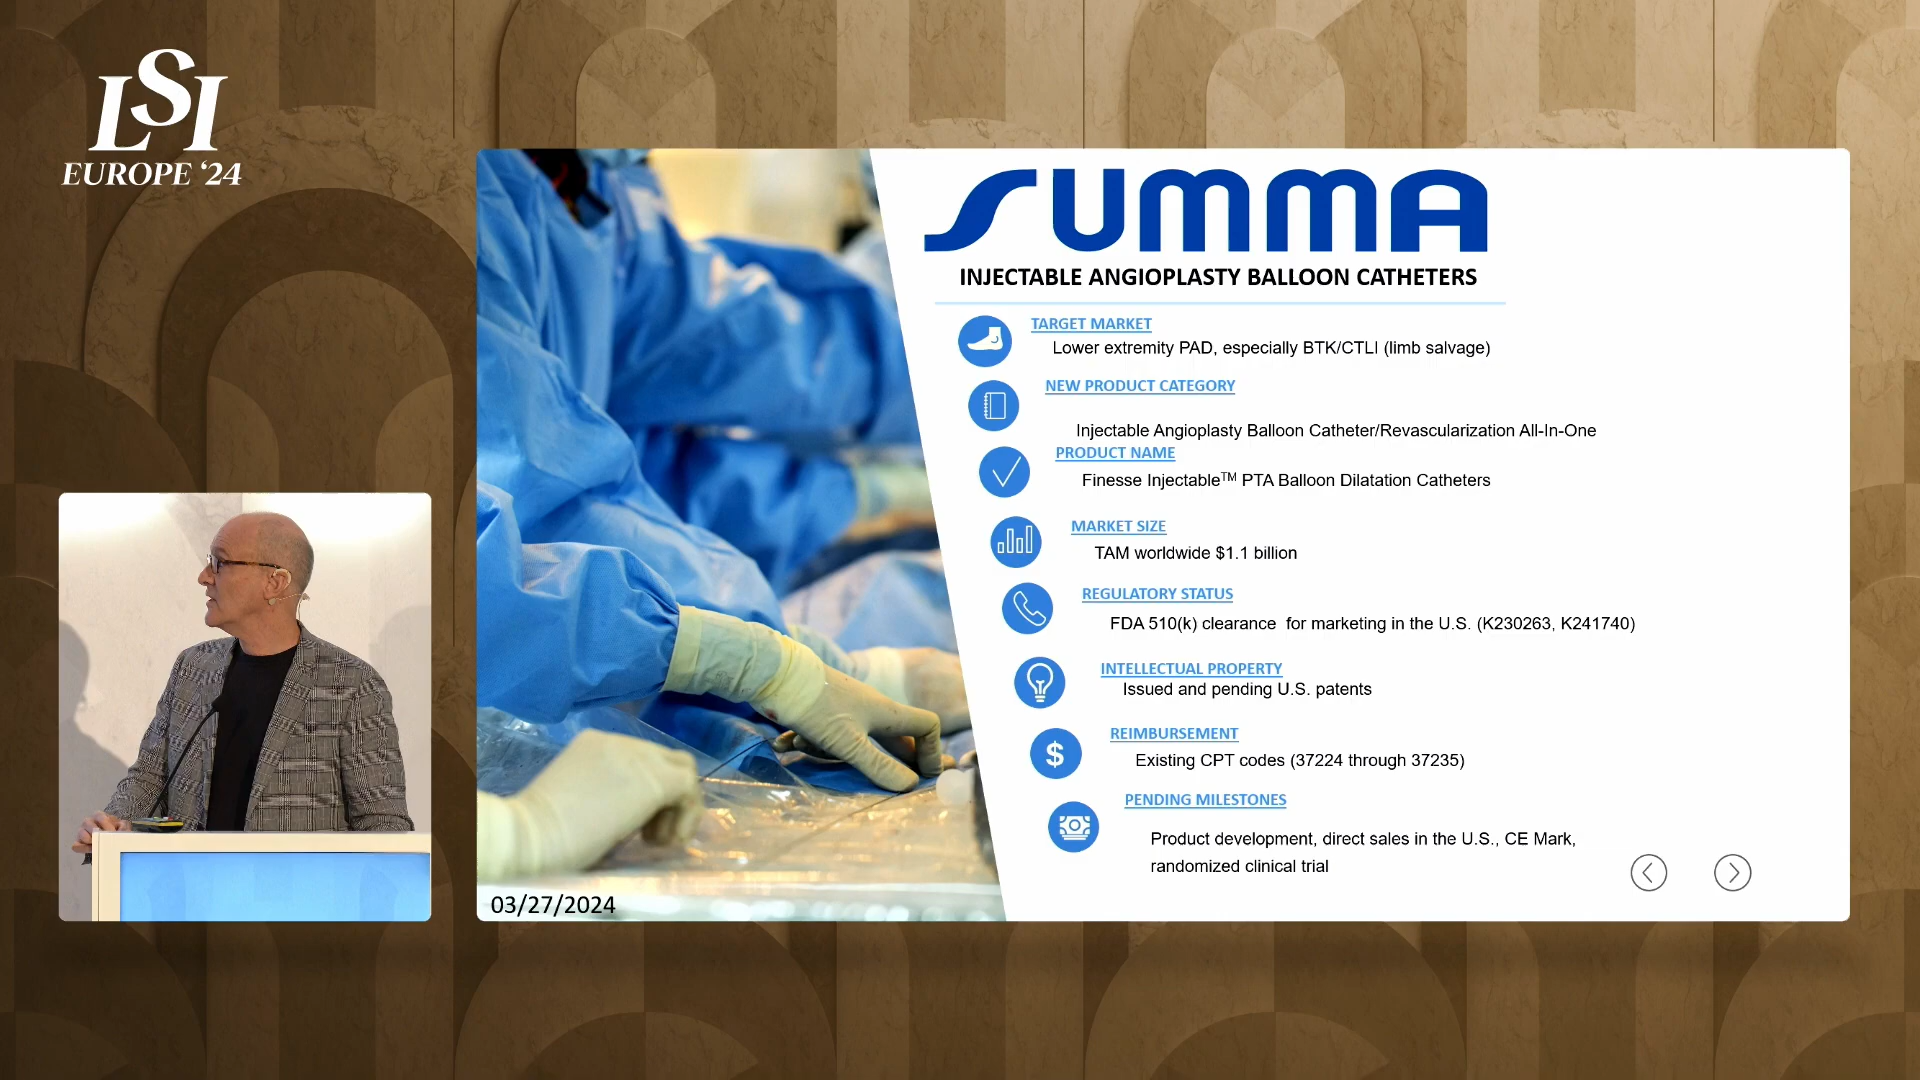 LSI
EUROPE ‘24
SUMMA
INJECTABLE ANGIOPLASTY BALLOON CATHETERS
TARGET MARKET
Lower extremity PAD, especially BTK/CTLI (limb salvage)
NEW PRODUCT CATEGORY
Injectable Angioplasty Balloon Catheter/Revascularization All-In-One
PRODUCT NAME
Finesse Injectable™ PTA Balloon Dilatation Catheters
MARKET SIZE
TAM worldwide $1.1 billion
REGULATORY STATUS
FDA 510(k) clearance for marketing in the U.S. (K230263, K241740)
INTELLECTUAL PROPERTY
Issued and pending U.S. patents
REIMBURSEMENT
$
Existing CPT codes (37224 through 37235)
PENDING MILESTONES
Product development, direct sales in the U.S., CE Mark,
randomized clinical trial
03/27/2024